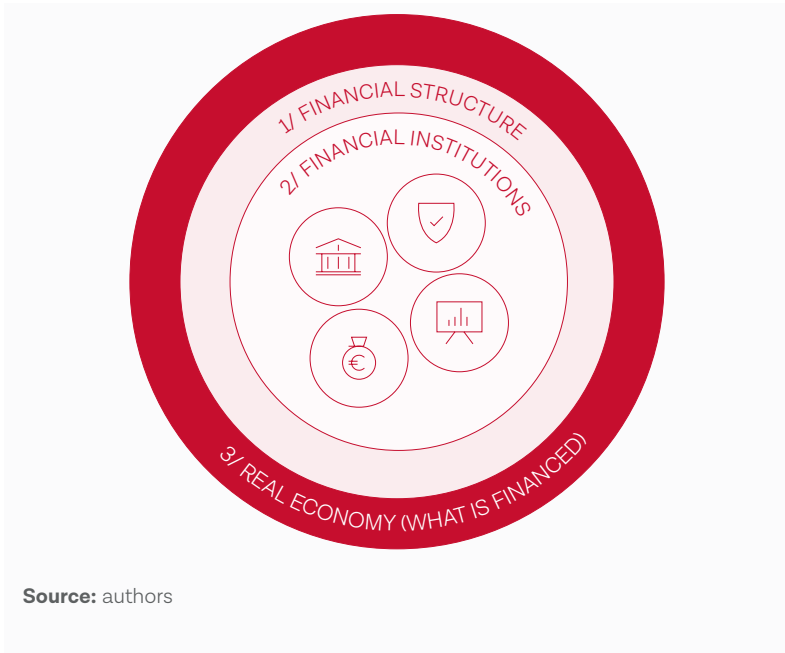 1/ FINANCIAL STRUCTURE
2/ FINANCIAL INSTITUTIONS
€
3/ REAL ECONOMY (WHAT IS FINANCED)
Source: authors